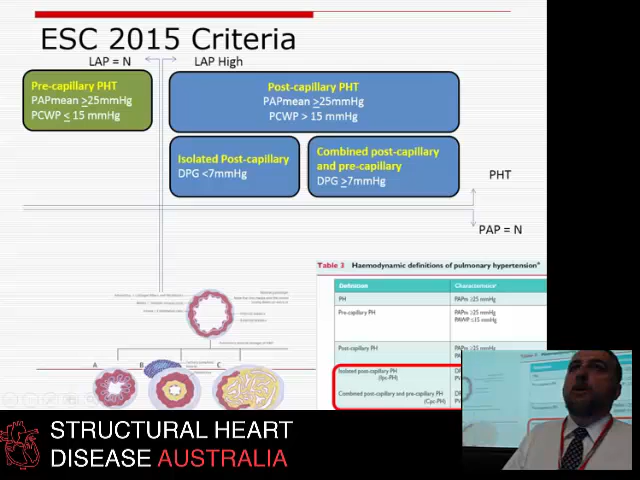 ESC 2015 Criteria
LAP = N
LAP High
Pre-capillary PHT
PAPmean ≥25mmHg
PCWP ≤ 15 mmHg
Post-capillary PHT
PAPmean ≥25mmHg
PCWP > 15 mmHg
Isolated Post-capillary
DPG <7mmHg
Combined post-capillary
and pre-capillary
DPG ≥7mmHg
PHT
PAP = N
Table 3 Haemodynamic definitions of pulmonary hypertension
Definition
PH
PAPm ≥25 mmHg
Pre-capillary PH
PAPm ≥25 mmHg
PAWP ≤15 mmHg
Post-capillary PH
PAPm ≥25 mmHg
Isolated post-capillary PH
(Ipc-PH)
Combined post-capillary and pre-capillary PH
(Cpc-PH)
A
B
C
STRUCTURAL HEART
DISEASE AUSTRALIA